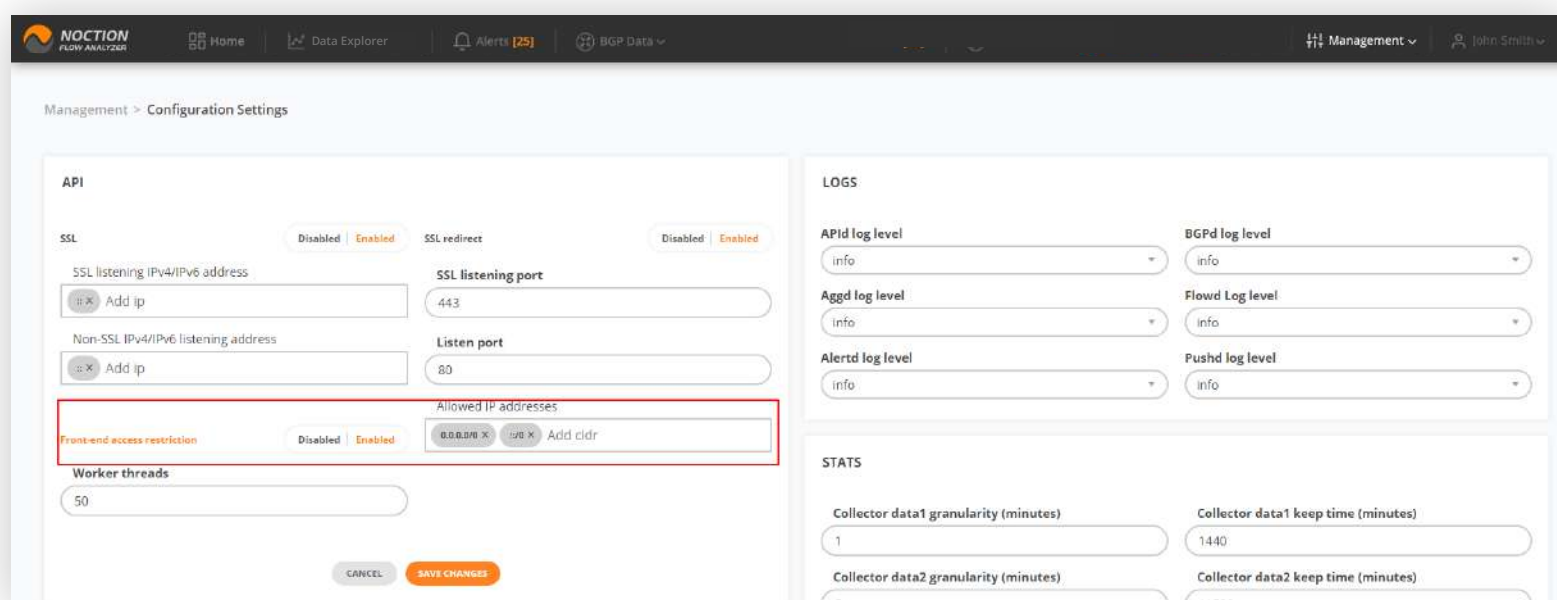 NOCTION
FLOW ANALYZER
Home
Data Explorer
Alerts [25]
BGP Data
Management
John Smith
Management > Configuration Settings
API
SSL
Disabled | Enabled
SSL redirect
Disabled | Enabled
SSL listening IPv4/IPv6 address
:: × Add ip
SSL listening port
443
Non-SSL IPv4/IPv6 listening address
:: × Add ip
Listen port
80
Front-end access restriction
Disabled | Enabled
Allowed IP addresses
0.0.0.0/0 × ::/0 × Add cidr
Worker threads
50
CANCEL
SAVE CHANGES
LOGS
APId log level
info
BGPd log level
info
Aggd log level
info
Flowd Log level
info
Alertd log level
info
Pushd log level
info
STATS
Collector data1 granularity (minutes)
1
Collector data1 keep time (minutes)
1440
Collector data2 granularity (minutes)
Collector data2 keep time (minutes)